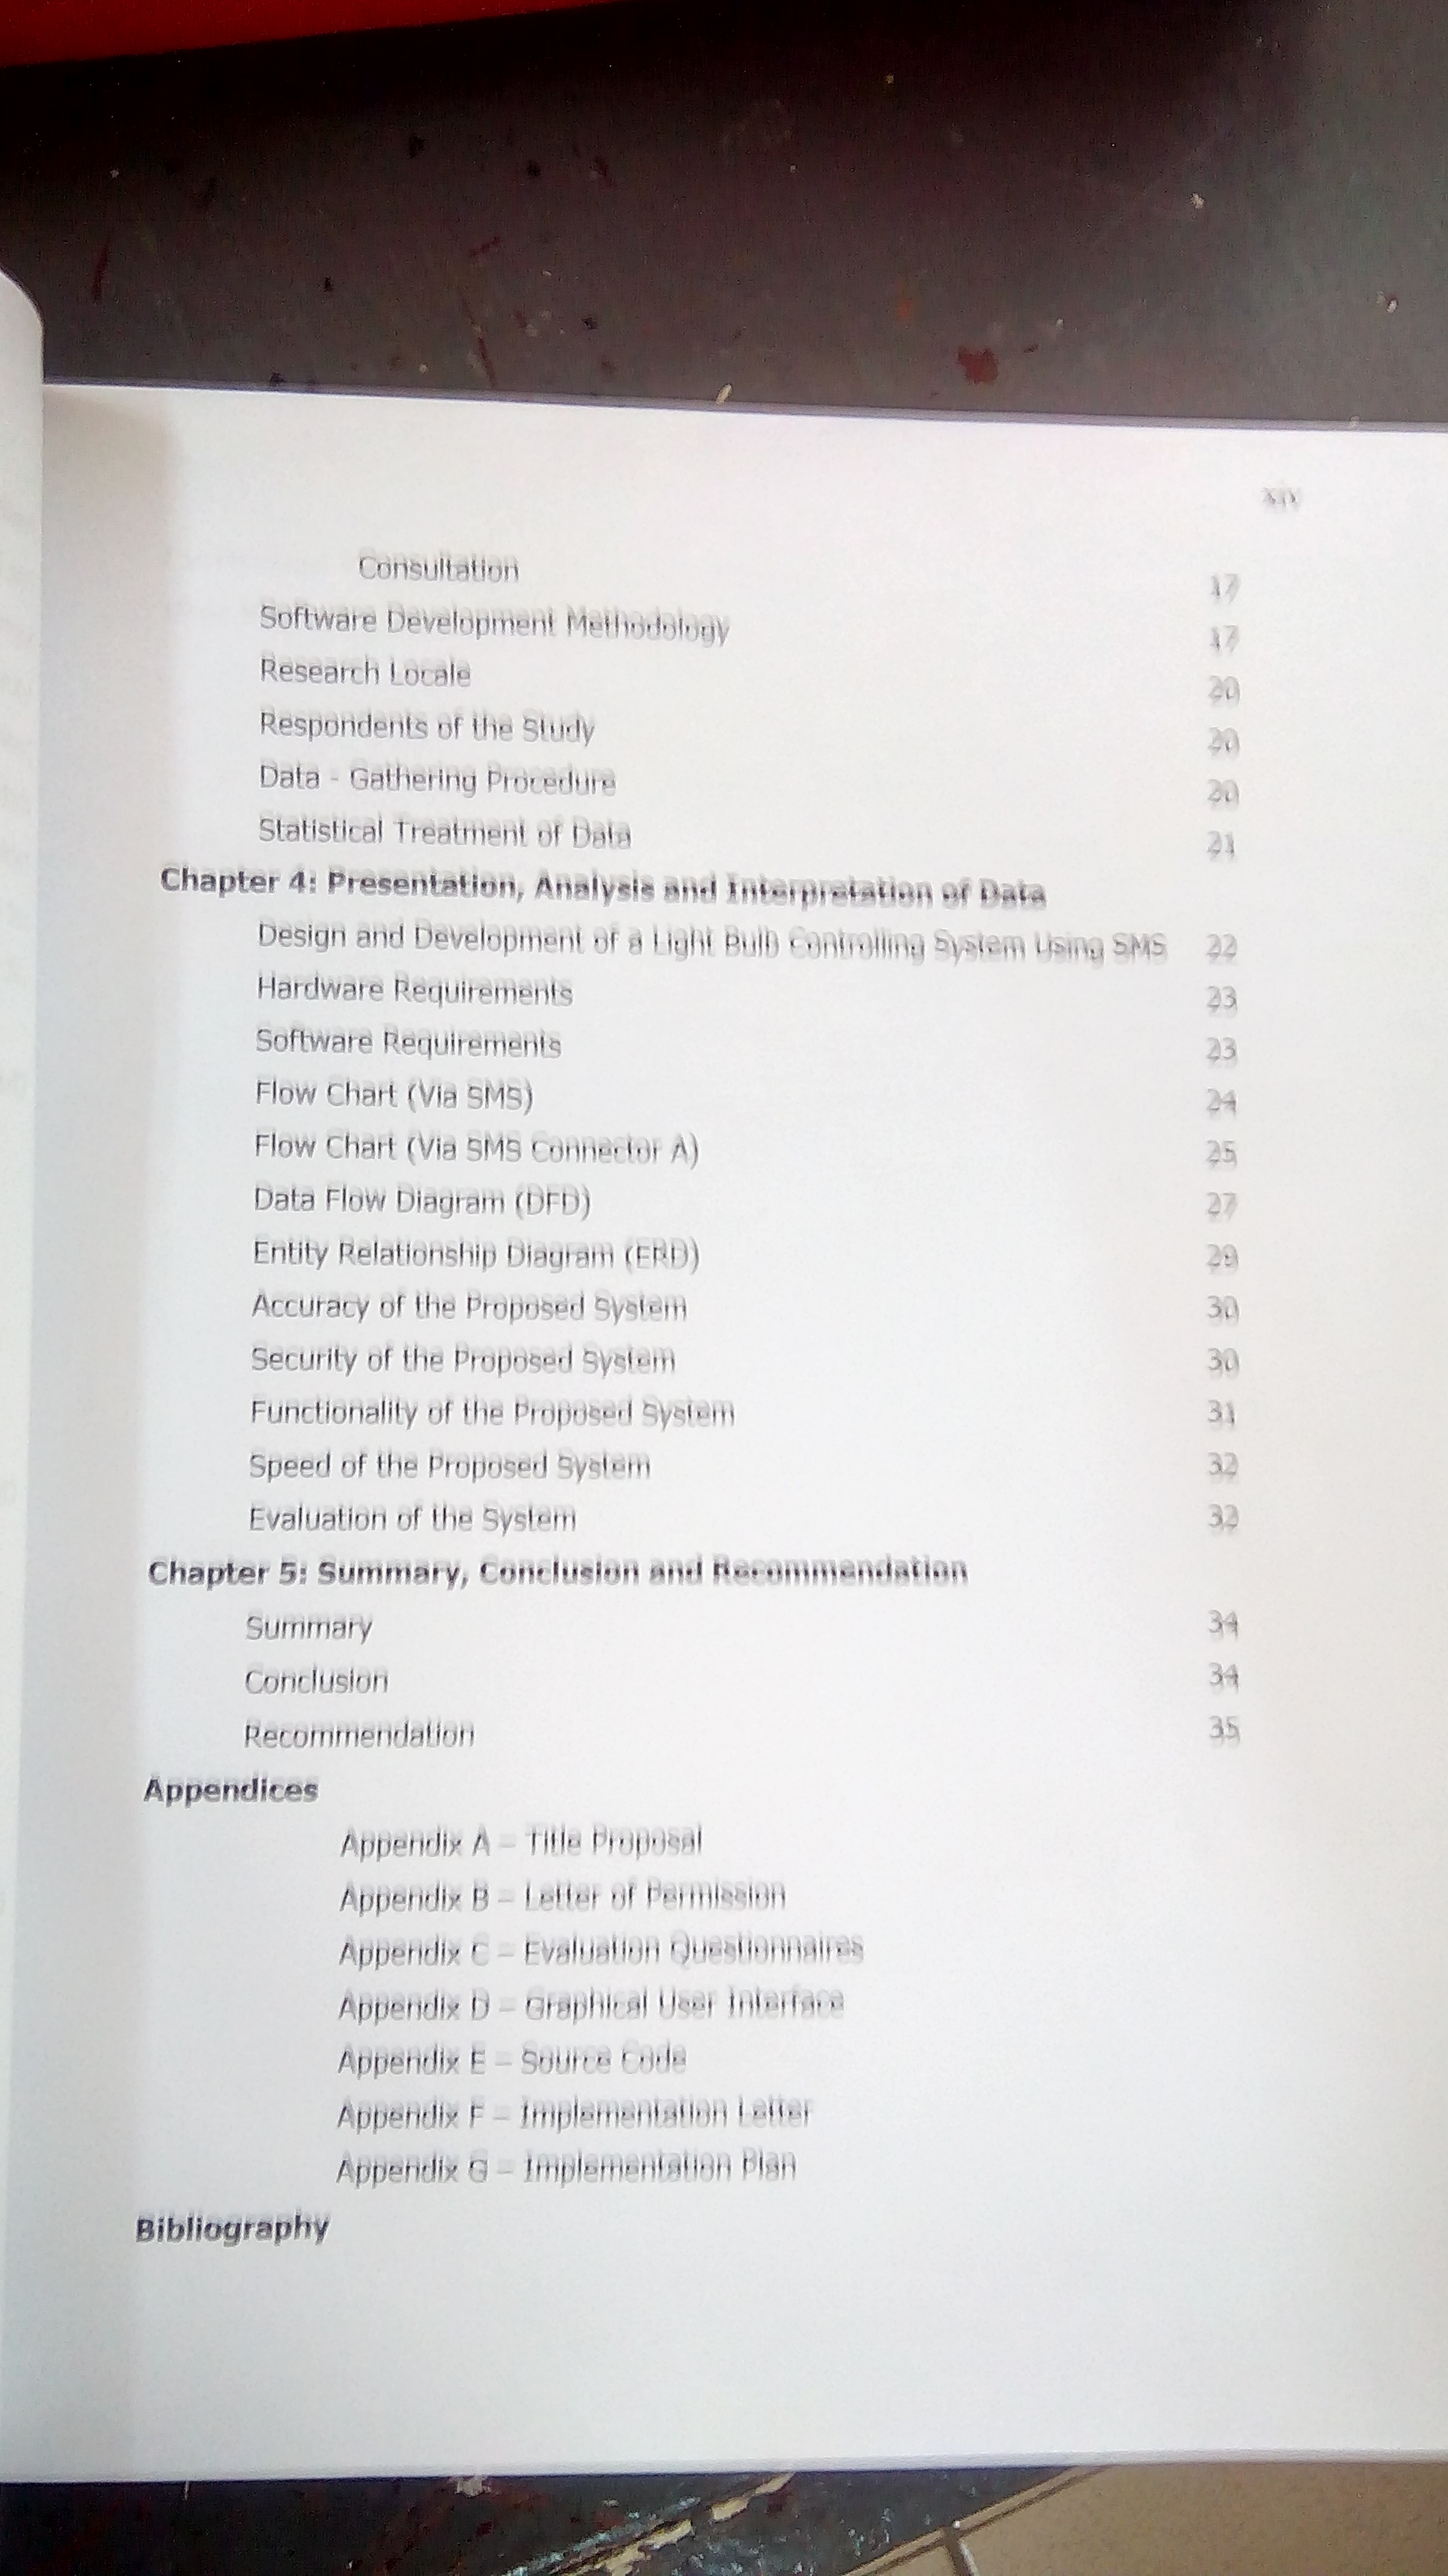 xiv
Consultation 17
Software Development Methodology 17
Research Locale 20
Respondents of the Study 20
Data - Gathering Procedure 20
Statistical Treatment of Data 21
Chapter 4: Presentation, Analysis and Interpretation of Data
Design and Development of a Light Bulb Controlling System Using SMS 22
Hardware Requirements 23
Software Requirements 23
Flow Chart (Via SMS) 24
Flow Chart (Via SMS Connector A) 25
Data Flow Diagram (DFD) 27
Entity Relationship Diagram (ERD) 29
Accuracy of the Proposed System 30
Security of the Proposed System 30
Functionality of the Proposed System 31
Speed of the Proposed System 32
Evaluation of the System 32
Chapter 5: Summary, Conclusion and Recommendation
Summary 34
Conclusion 34
Recommendation 35
Appendices
Appendix A – Title Proposal
Appendix B – Letter of Permission
Appendix C – Evaluation Questionnaires
Appendix D – Graphical User Interface
Appendix E – Source Code
Appendix F – Implementation Letter
Appendix G – Implementation Plan
Bibliography